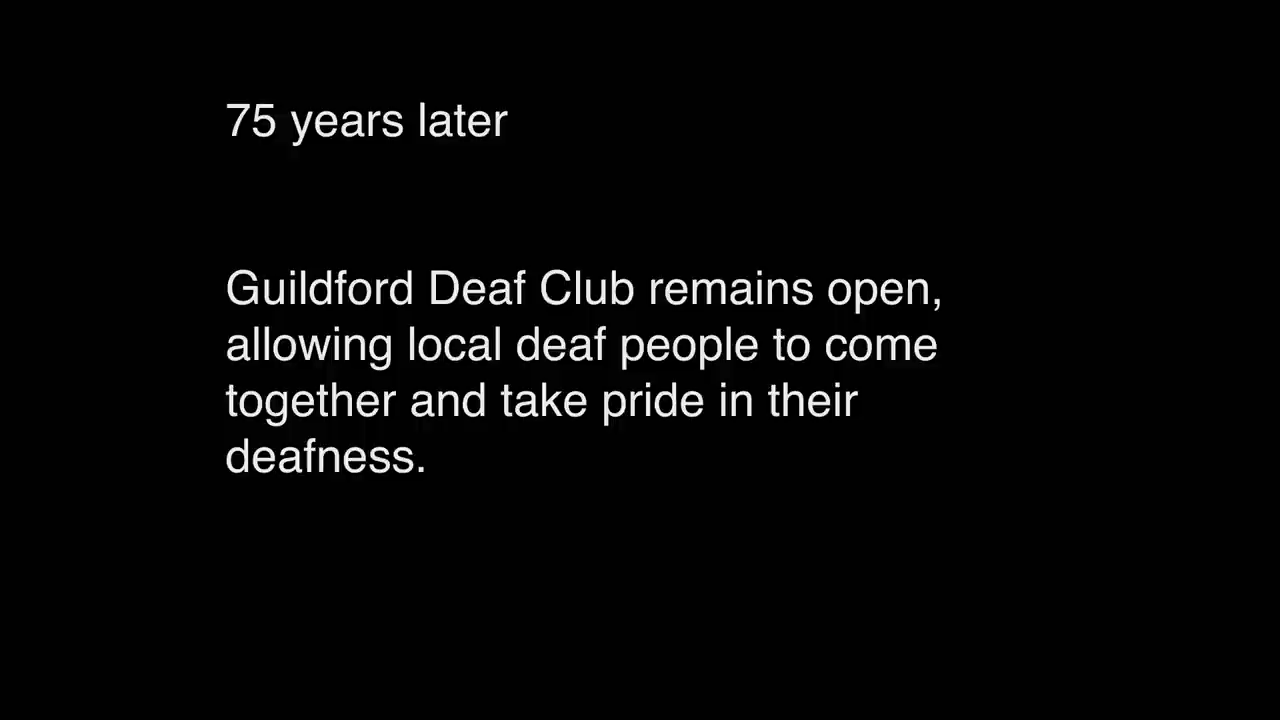 75 years later
Guildford Deaf Club remains open,
allowing local deaf people to come
together and take pride in their
deafness.